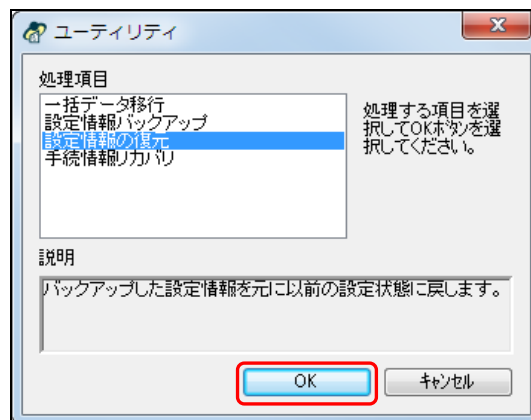 ユーティリティ
処理項目
一括データ移行
設定情報バックアップ
設定情報の復元
手続情報リカバリ
処理する項目を選
択してOKボタンを選
択してください。
説明
バックアップした設定情報を元に以前の設定状態に戻します。
OK
キャンセル